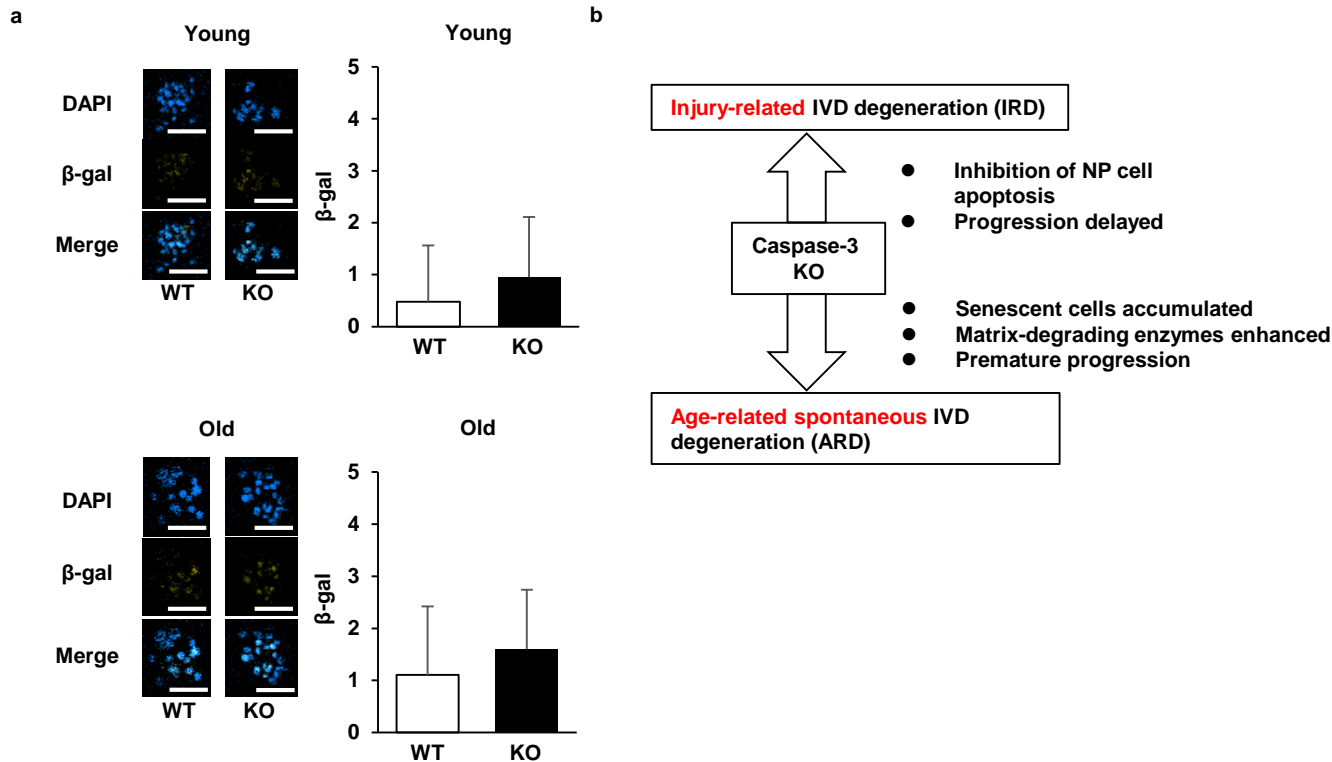 a
Young
DAPI
β-gal
Merge
WT KO
Young
β-gal
5
4
3
2
1
0
WT KO
Old
DAPI
β-gal
Merge
WT KO
Old
β-gal
5
4
3
2
1
0
WT KO
b
Injury-related IVD degeneration (IRD)
● Inhibition of NP cell
apoptosis
● Progression delayed
Caspase-3
KO
● Senescent cells accumulated
● Matrix-degrading enzymes enhanced
● Premature progression
Age-related spontaneous IVD
degeneration (ARD)